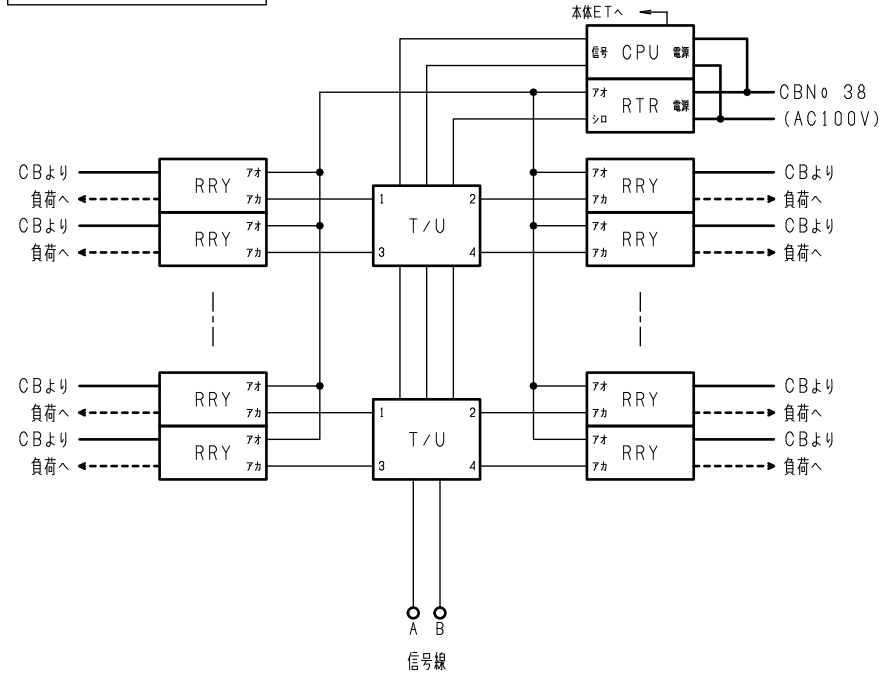 本体ETへ
信号 CPU 電源
アオ RTR 電源 CBNo 38
シロ (AC100V)
CBより RRY アオ アオ RRY CBより
負荷へ アカ 1 T/U 2 アカ 負荷へ
CBより RRY アオ アオ RRY CBより
負荷へ アカ 3 4 アカ 負荷へ
CBより RRY アオ アオ RRY CBより
負荷へ アカ 1 T/U 2 アカ 負荷へ
CBより RRY アオ アオ RRY CBより
負荷へ アカ 3 4 アカ 負荷へ
A B
信号線